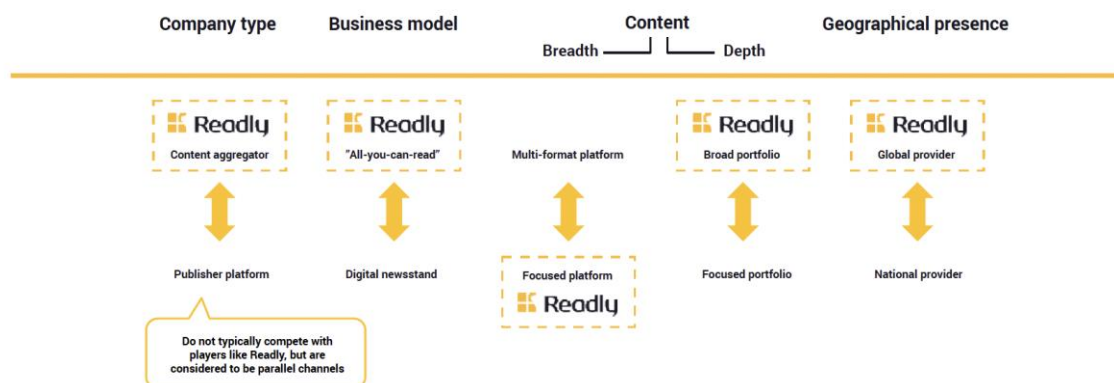 Company type
Business model
Content
Geographical presence
Breadth
Depth
Readly
Content aggregator
Readly
"All-you-can-read"
Multi-format platform
Readly
Broad portfolio
Readly
Global provider
Publisher platform
Digital newsstand
Focused platform
Readly
Focused portfolio
National provider
Do not typically compete with
players like Readly, but are
considered to be parallel channels